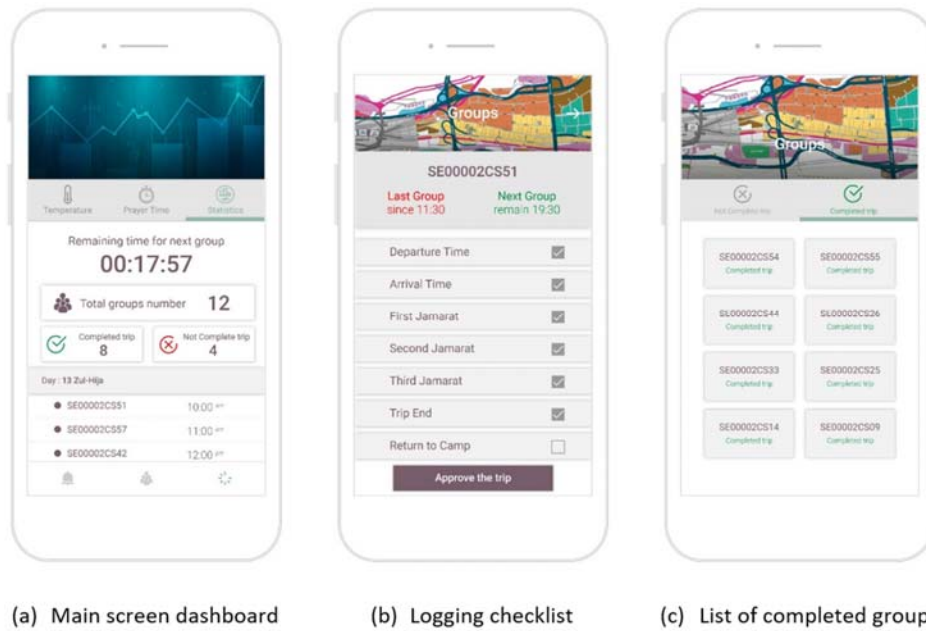 Temperature
Prayer Time
Statistics
Remaining time for next group
00:17:57
Total groups number 12
Completed trip
8
Not Complete trip
4
Day : 13 Zul-Hija
SE00002CS51 10:00
SE00002CS57 11:00
SE00002CS42 12:00
(a) Main screen dashboard
Groups
SE00002CS51
Last Group
since 11:30
Next Group
remain 19:30
Departure Time
Arrival Time
First Jamarat
Second Jamarat
Third Jamarat
Trip End
Return to Camp
Approve the trip
(b) Logging checklist
Groups
Not Complete trip
Completed trip
SE00002CS54
Completed trip
SE00002CS55
Completed trip
SL00002CS44
Completed trip
SL00002CS26
Completed trip
SE00002CS33
Completed trip
SE00002CS25
Completed trip
SE00002CS14
Completed trip
SE00002CS09
Completed trip
(c) List of completed group